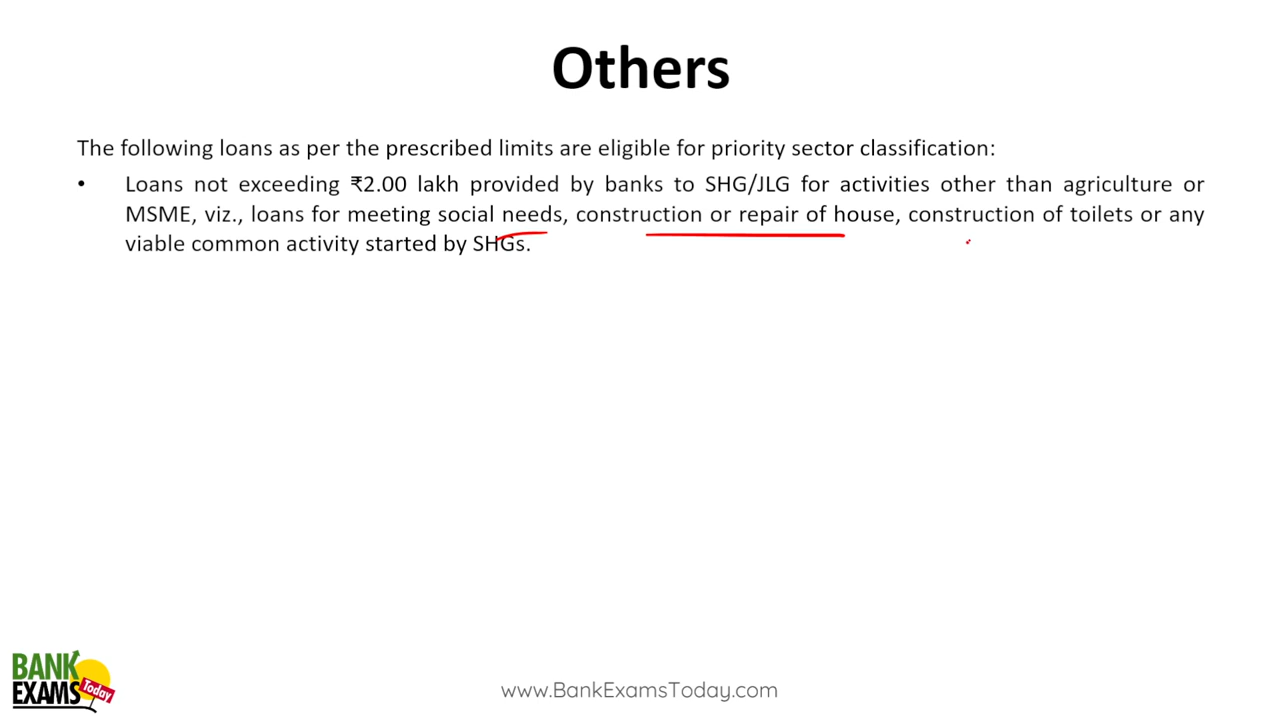 Others
The following loans as per the prescribed limits are eligible for priority sector classification:
• Loans not exceeding ₹2.00 lakh provided by banks to SHG/JLG for activities other than agriculture or
MSME, viz., loans for meeting social needs, construction or repair of house, construction of toilets or any
viable common activity started by SHGs.
BANK
EXAMS Today
www.BankExamsToday.com